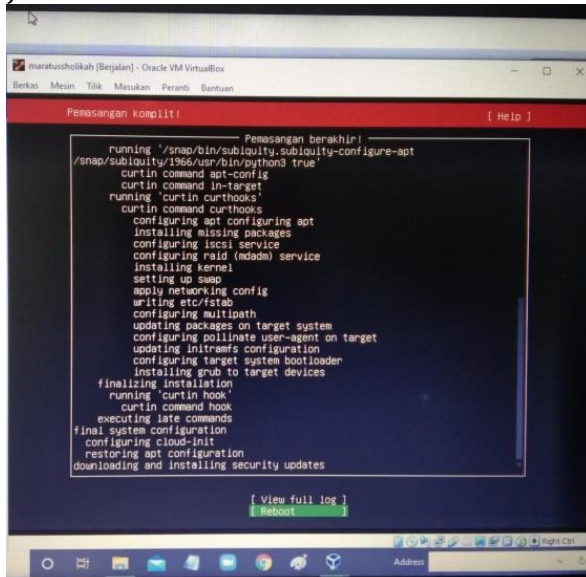 maratussholikah [Berjalan] - Oracle VM VirtualBox
Berkas Mesin Tilik Masukan Peranti Bantuan
Pemasangan komplit! [ Help ]
Pemasangan berakhir!
running '/snap/bin/subiquity.subiquity-configure-apt
/snap/subiquity/1966/usr/bin/python3 true'
curtin command apt-config
curtin command in-target
running 'curtin curthooks'
curtin command curthooks
configuring apt configuring apt
installing missing packages
configuring iscsi service
configuring raid (mdadm) service
installing kernel
setting up swap
apply networking config
writing etc/fstab
configuring multipath
updating packages on target system
configuring pollinate user-agent on target
updating initramfs configuration
configuring target system bootloader
installing grub to target devices
finalizing installation
running 'curtin hook'
curtin command hook
executing late commands
final system configuration
configuring cloud-init
restoring apt configuration
downloading and installing security updates
[ View full log ]
[ Reboot ]
Right Ctrl
Address